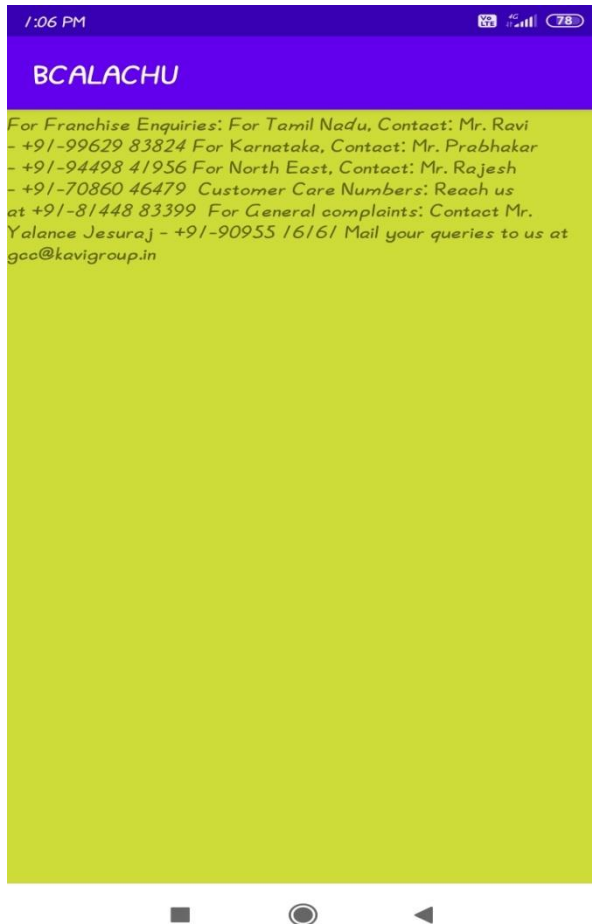 1:06 PM
Vo LTE 4G 78
BCALACHU
For Franchise Enquiries: For Tamil Nadu, Contact: Mr. Ravi
- +91-99629 83824 For Karnataka, Contact: Mr. Prabhakar
- +91-94498 41956 For North East, Contact: Mr. Rajesh
- +91-70860 46479  Customer Care Numbers: Reach us
at +91-81448 83399  For General complaints: Contact Mr.
Yalance Jesuraj - +91-90955 16161 Mail your queries to us at
gcc@kavigroup.in